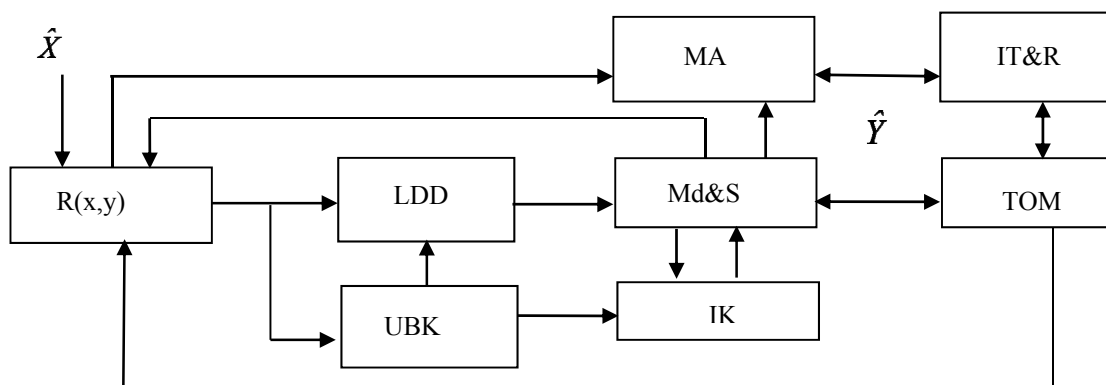 X̂
MA
IT&R
Ŷ
R(x,y)
LDD
Md&S
TOM
UBK
IK